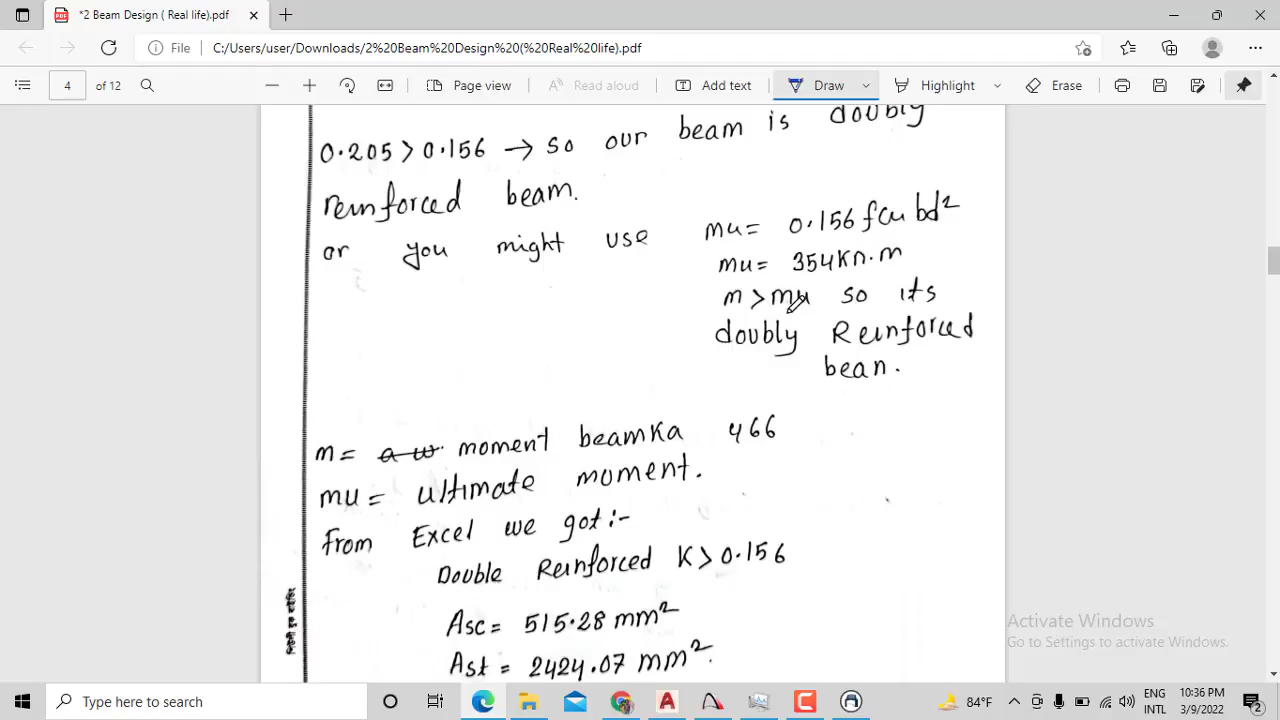 *2 Beam Design ( Real life).pdf
File
C:/Users/user/Downloads/2%20Beam%20Design%20(%20Real%20life).pdf
4 of 12
Page view
Read aloud
Add text
Draw
Highlight
Erase
doubly
0.205 > 0.156 → so our beam is
reinforced beam.
or you might use
mu = 0.156 fcu bd²
mu = 354 kn.m
m > mu so its
doubly Reinforced
bean.
m = moment beamka 466
mu = ultimate moment.
from Excel we got :-
Double Reinforced K > 0.156
Asc = 515.28 mm²
Ast = 2424.07 mm².
Activate Windows
Go to Settings to activate Windows.
Type here to search
84°F
ENG
INTL
10:36 PM
3/9/2022
2